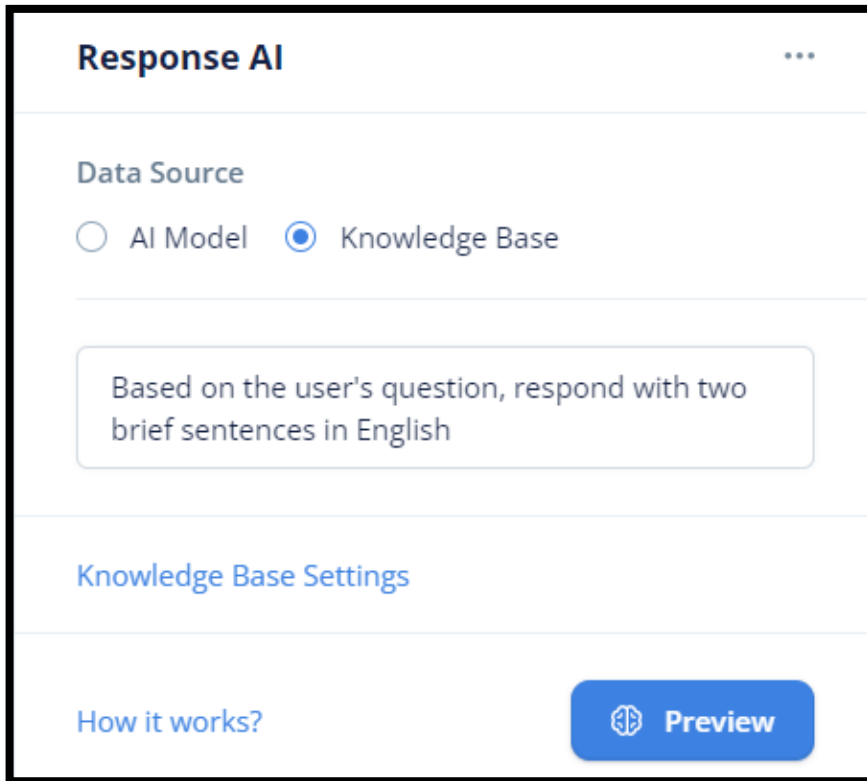 Response AI
Data Source
AI Model Knowledge Base
Based on the user's question, respond with two
brief sentences in English
Knowledge Base Settings
How it works? Preview